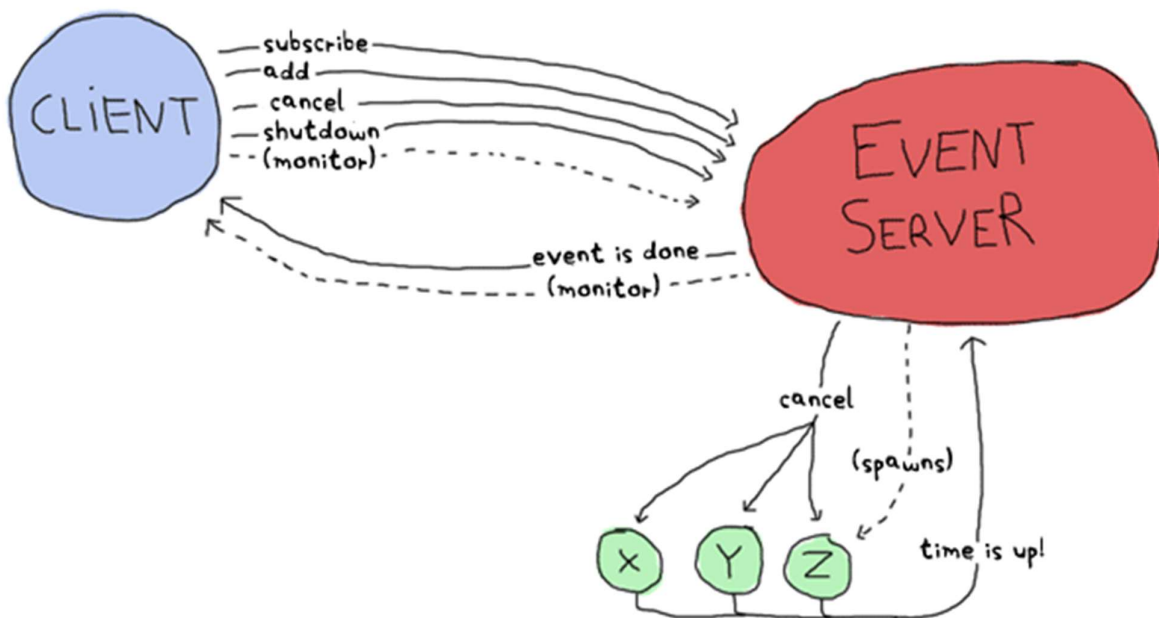 CLiENT
subscribe
add
cancel
shutdown
(monitor)
EVENT
SERVER
event is done
(monitor)
cancel
(spawns)
time is up!
X
Y
Z